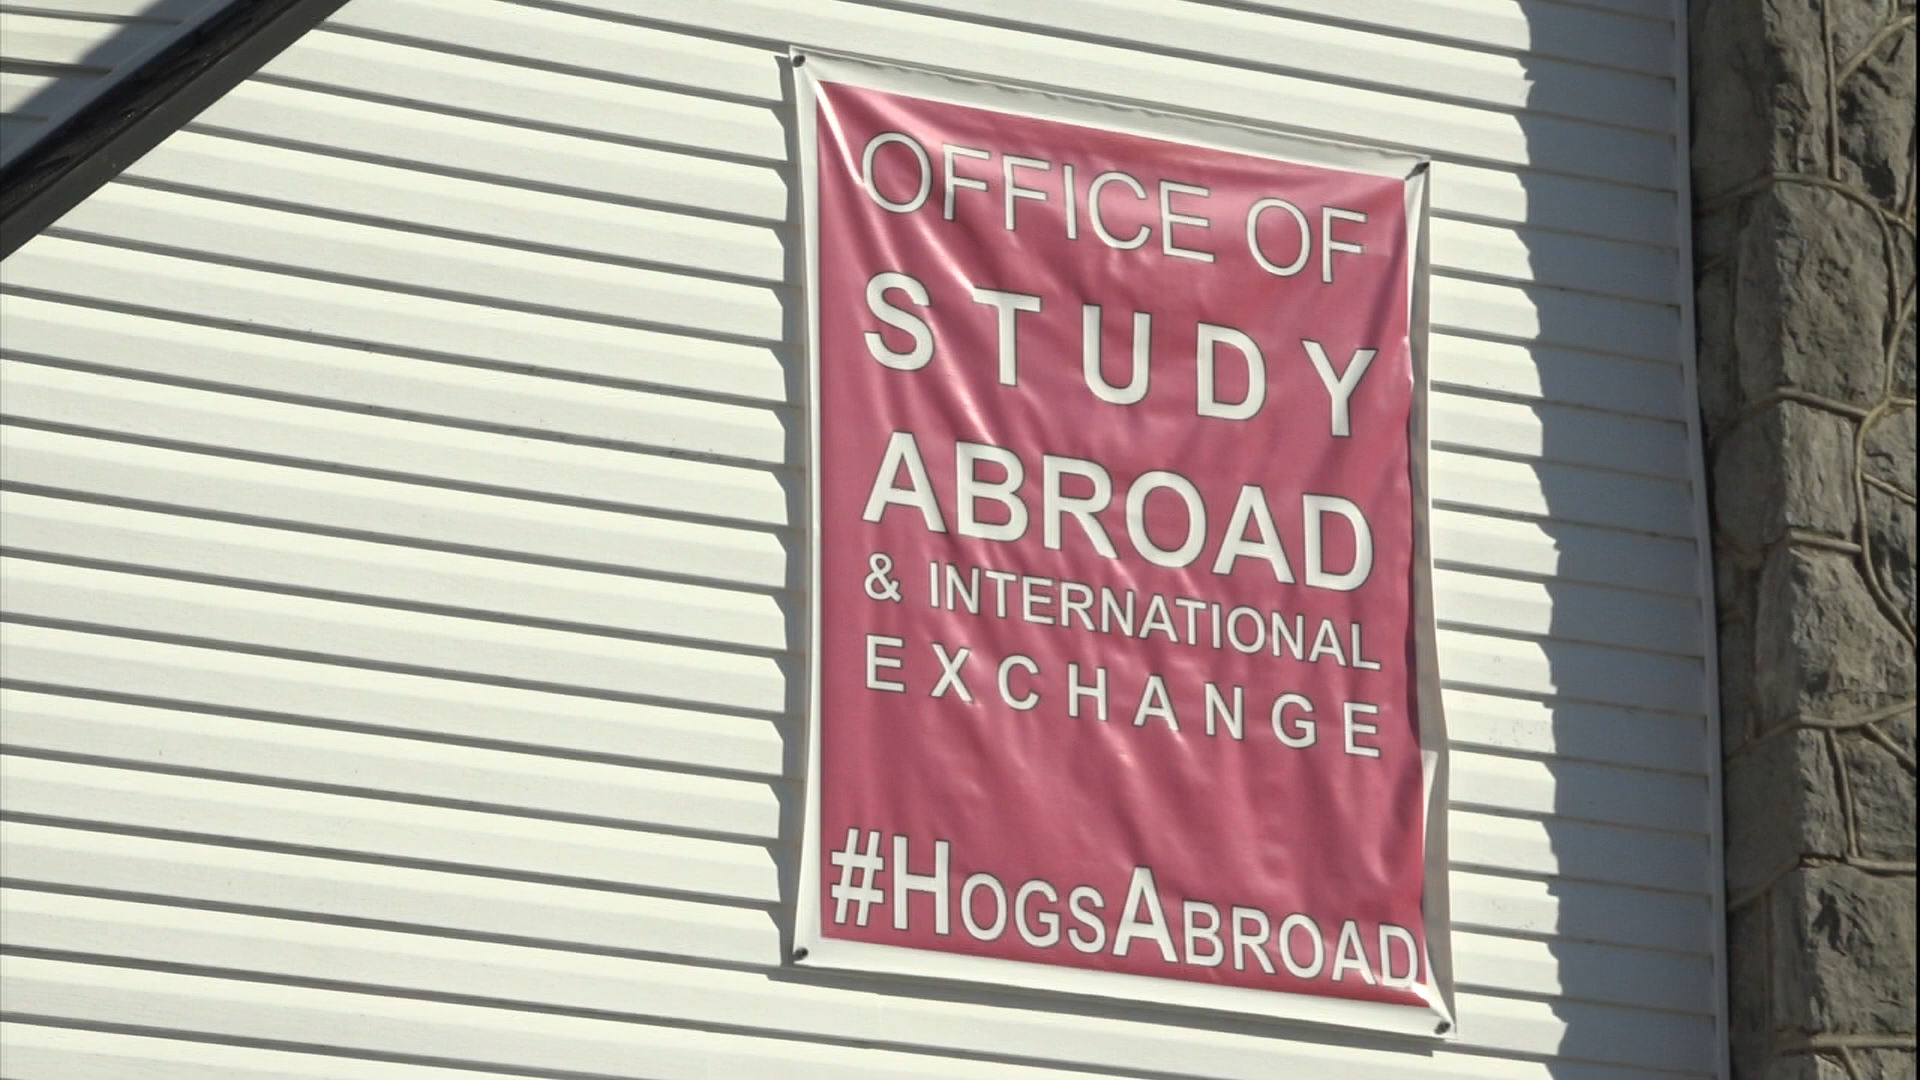 OFFICE OF
STUDY
ABROAD
& INTERNATIONAL
EXCHANGE
#HOGSABROAD